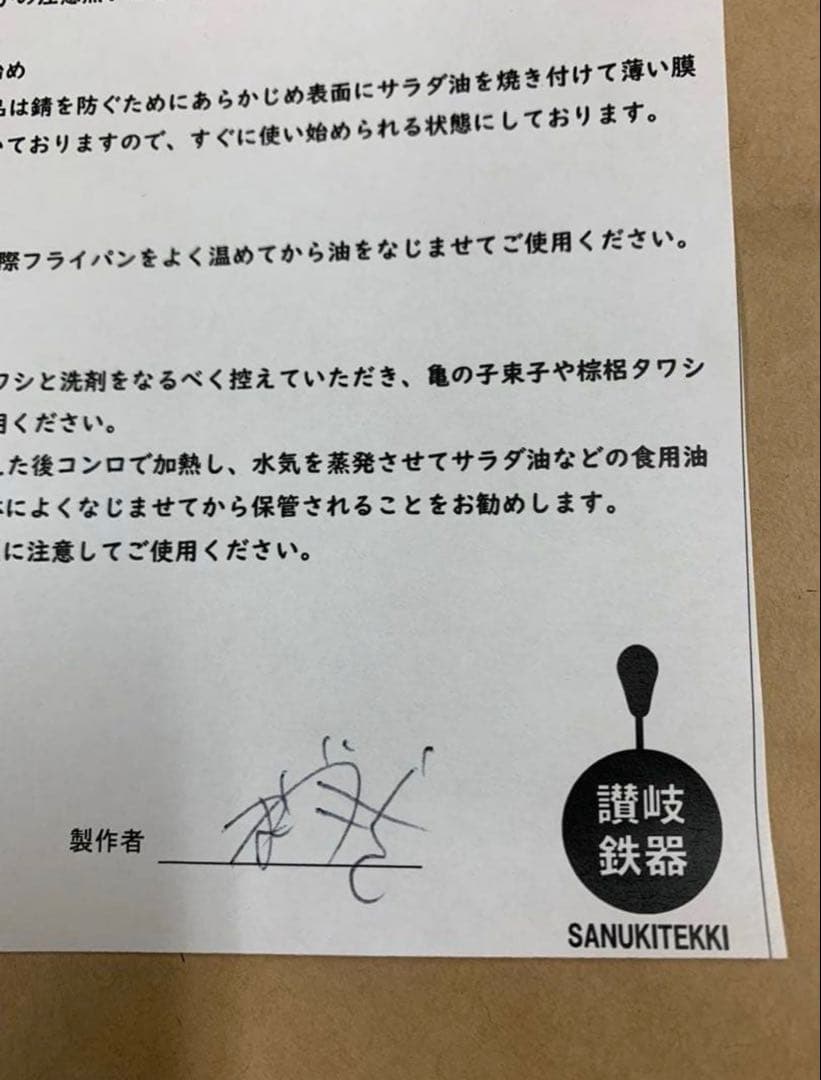 の注意点
始め
品は錆を防ぐためにあらかじめ表面にサラダ油を焼き付けて薄い膜
ておりますので、すぐに使い始められる状態にしております。
際フライパンをよく温めてから油をなじませてご使用ください。
ワシと洗剤をなるべく控えていただき、亀の子束子や棕梠タワシ
用ください。
た後コンロで加熱し、水気を蒸発させてサラダ油などの食用油
体によくなじませてから保管されることをお勧めします。
に注意してご使用ください。
製作者
讃岐
鉄器
SANUKITEKKI